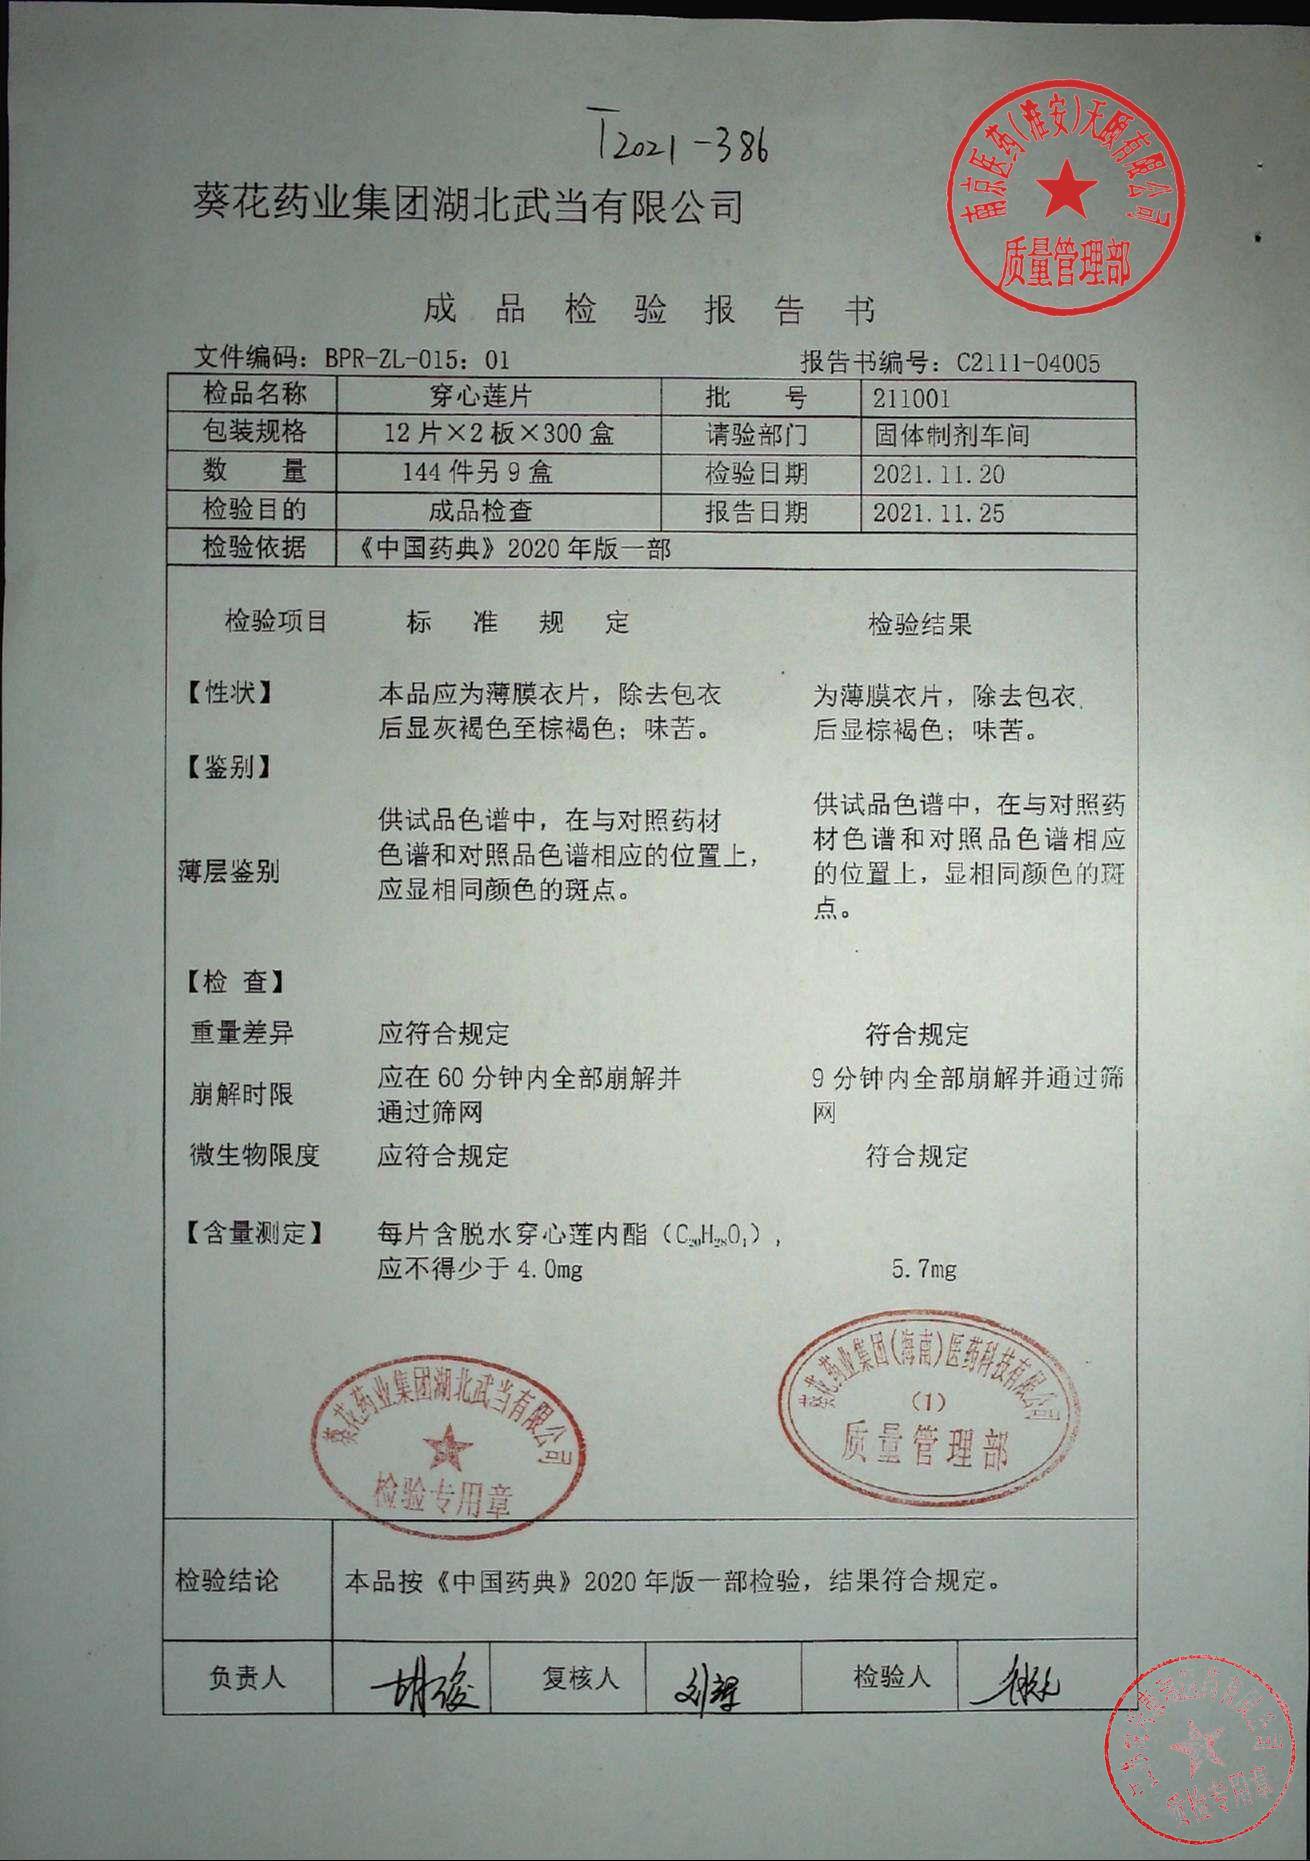 T2021-386
葵花药业集团湖北武当有限公司
南京医药(淮安)天颐有限公司
质量管理部
成品检验报告书
文件编码：BPR-ZL-015：01 报告书编号：C2111-04005
检品名称 穿心莲片 批 号 211001
包装规格 12片×2板×300盒 请验部门 固体制剂车间
数 量 144件另9盒 检验日期 2021.11.20
检验目的 成品检查 报告日期 2021.11.25
检验依据 《中国药典》2020年版一部
检验项目 标 准 规 定 检验结果
【性状】 本品应为薄膜衣片，除去包衣 为薄膜衣片，除去包衣
后显灰褐色至棕褐色；味苦。 后显棕褐色；味苦。
【鉴别】
供试品色谱中，在与对照药
供试品色谱中，在与对照药材 材色谱和对照品色谱相应
薄层鉴别 色谱和对照品色谱相应的位置上， 的位置上，显相同颜色的斑
应显相同颜色的斑点。 点。
【检 查】
重量差异 应符合规定 符合规定
崩解时限 应在60分钟内全部崩解并 9分钟内全部崩解并通过筛
通过筛网 网
微生物限度 应符合规定 符合规定
【含量测定】 每片含脱水穿心莲内酯（C₂₀H₂₈O₄），
应不得少于4.0mg 5.7mg
葵花药业集团湖北武当有限公司
检验专用章
葵花药业集团(海南)医药科技有限公司
(1)
质量管理部
检验结论 本品按《中国药典》2020年版一部检验，结果符合规定。
负责人 胡俊 复核人 检验人
质检专用章